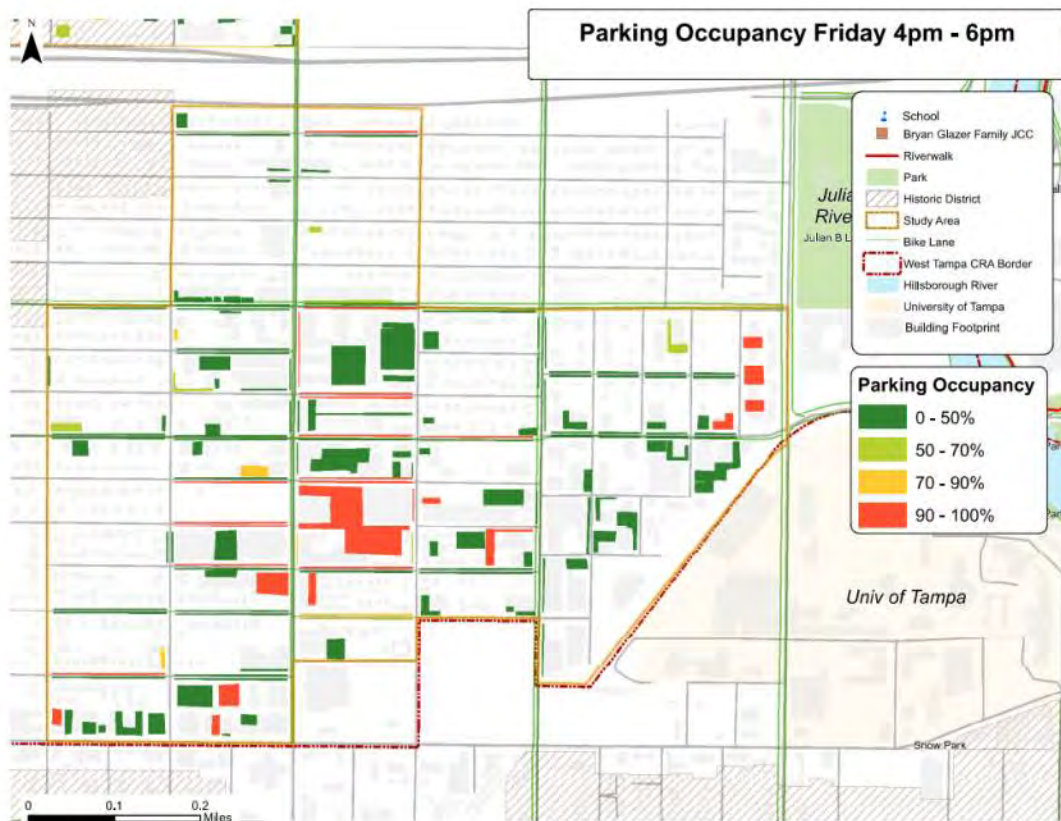 N
Parking Occupancy Friday 4pm - 6pm
School
Bryan Glazer Family JCC
Riverwalk
Park
Historic District
Study Area
Bike Lane
West Tampa CRA Border
Hillsborough River
University of Tampa
Building Footprint
Julia
River
Julian B L
Parking Occupancy
0 - 50%
50 - 70%
70 - 90%
90 - 100%
Univ of Tampa
Snow Park
0 0.1 0.2
Miles